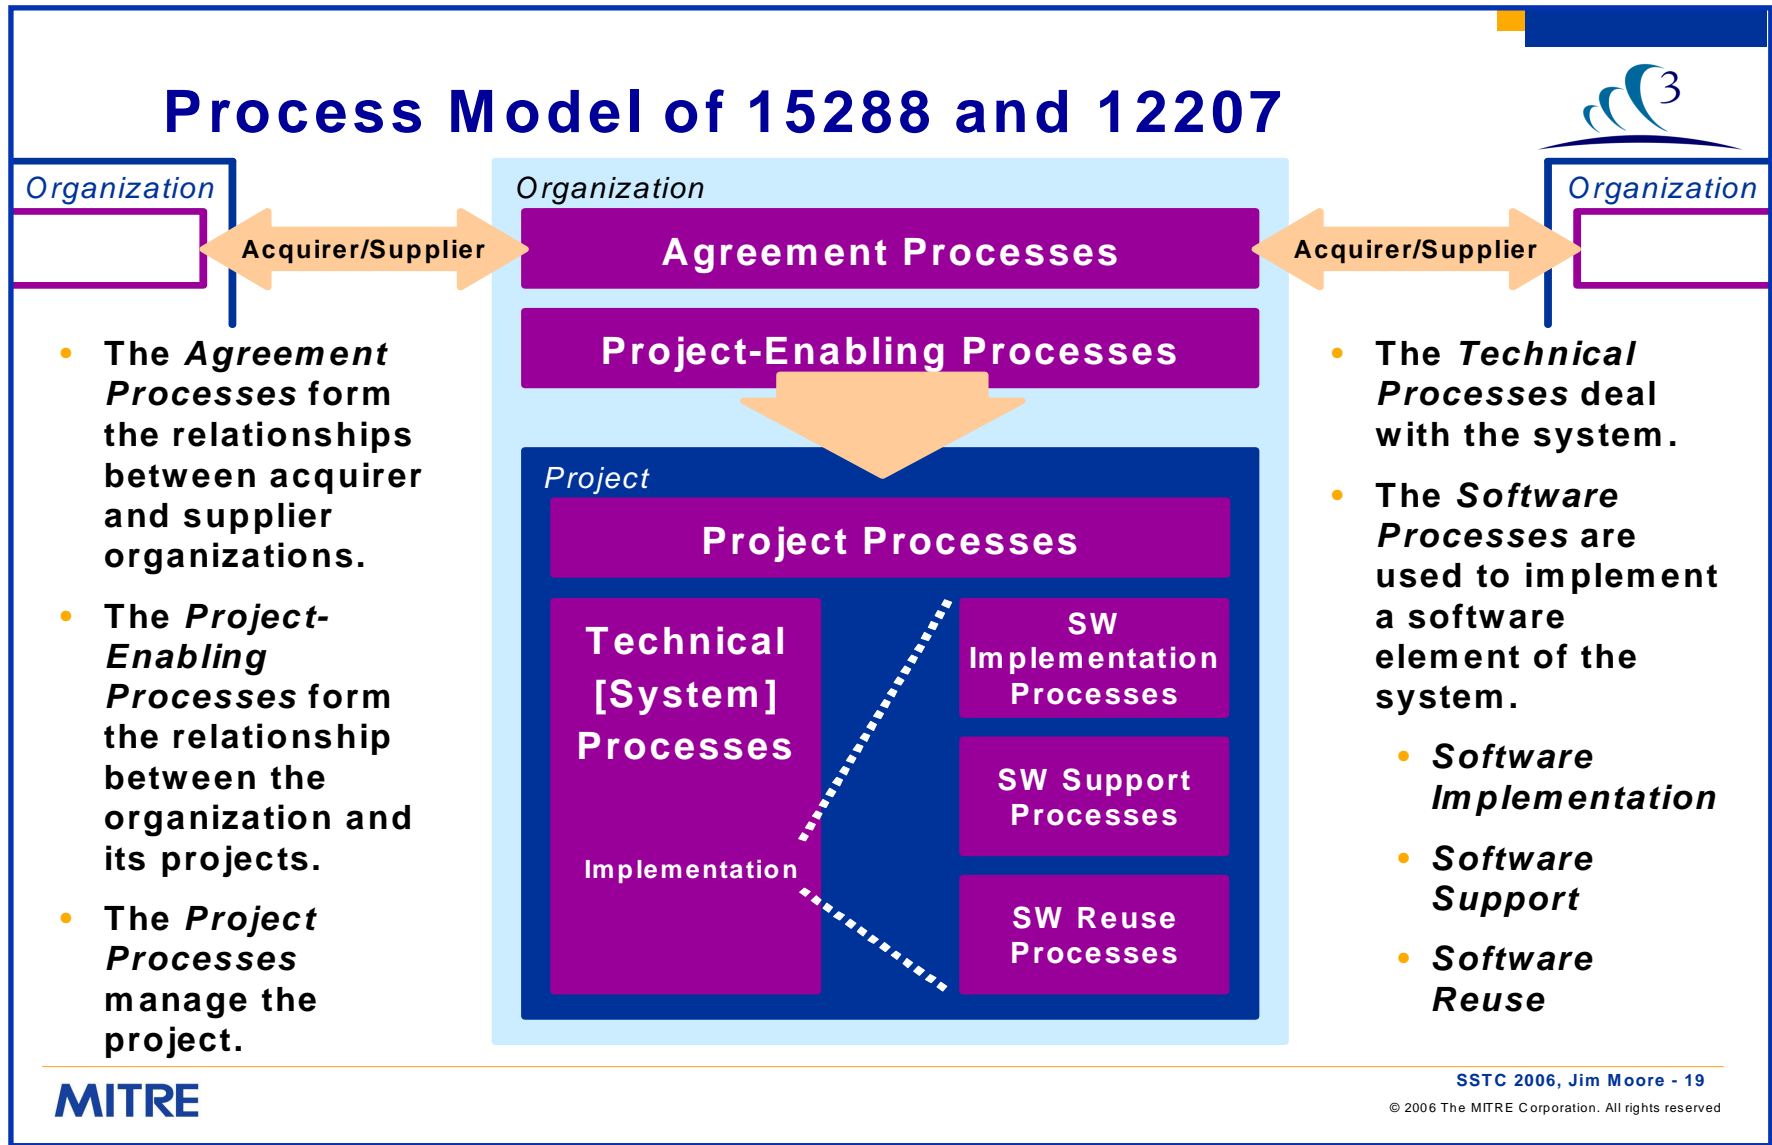 Process Model of 15288 and 12207
3
Organization
Organization
Organization
Acquirer/Supplier
Agreement Processes
Acquirer/Supplier
Project-Enabling Processes
• The Agreement
Processes form
the relationships
between acquirer
and supplier
organizations.
• The Project-
Enabling
Processes form
the relationship
between the
organization and
its projects.
• The Project
Processes
manage the
project.
Project
Project Processes
Technical
[System]
Processes
Implementation
SW
Implementation
Processes
SW Support
Processes
SW Reuse
Processes
• The Technical
Processes deal
with the system.
• The Software
Processes are
used to implement
a software
element of the
system.
• Software
Implementation
• Software
Support
• Software
Reuse
MITRE
SSTC 2006, Jim Moore - 19
© 2006 The MITRE Corporation. All rights reserved